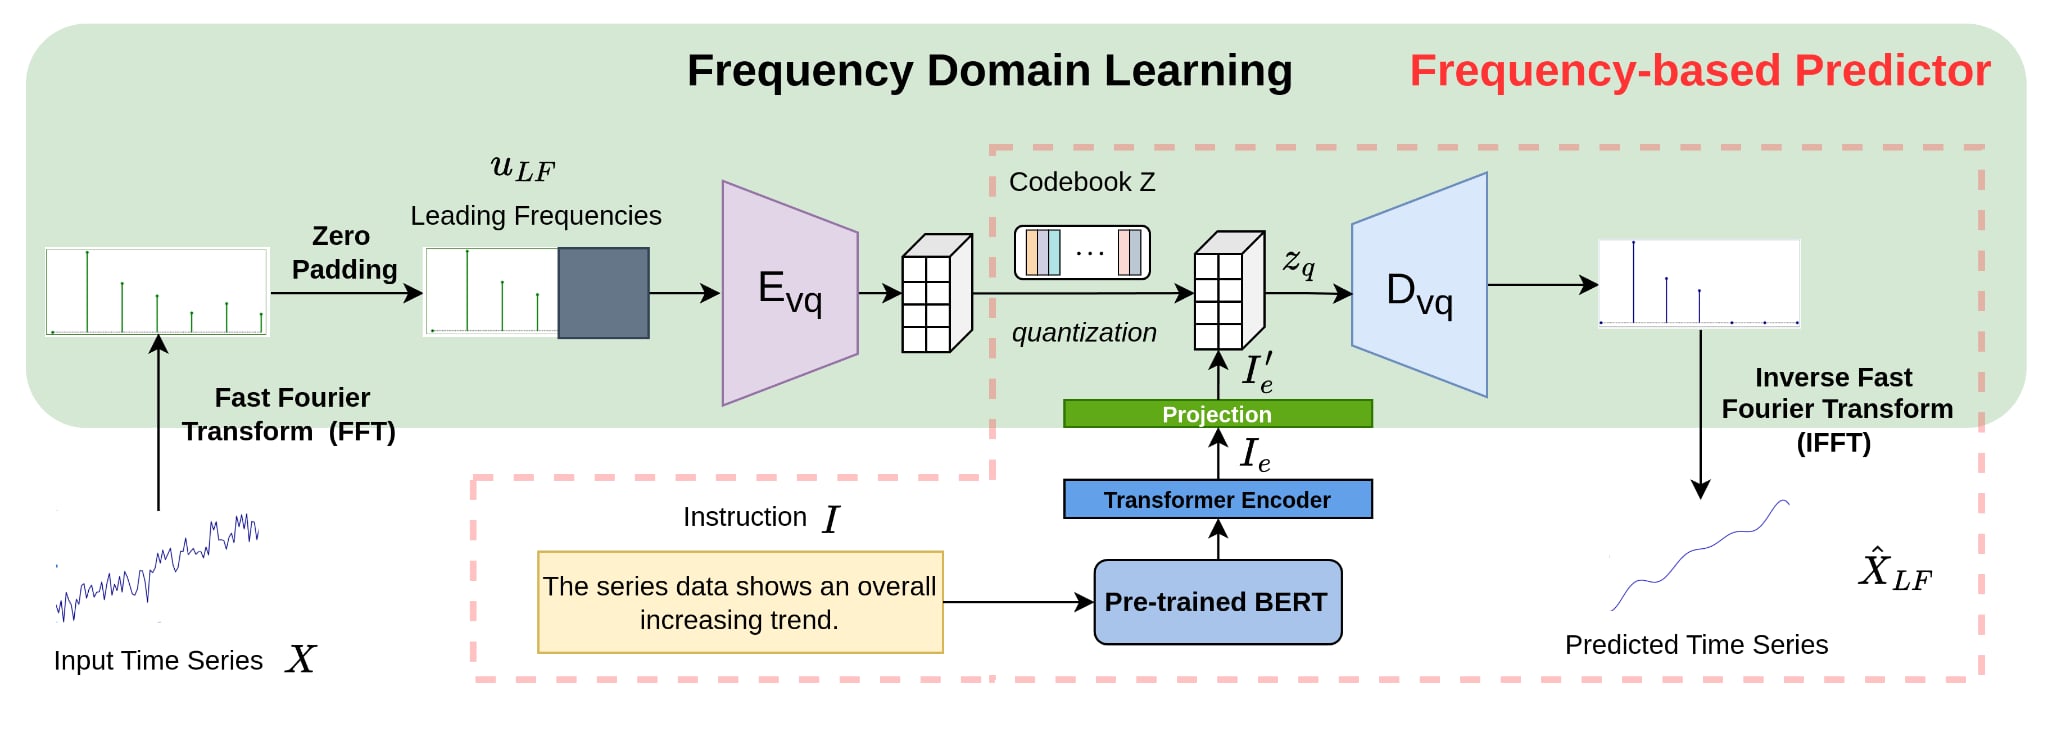 Frequency Domain Learning
Frequency-based Predictor
u_{LF}
Leading Frequencies
Zero
Padding
Codebook Z
...
E_{vq}
quantization
z_q
D_{vq}
I'_e
Projection
I_e
Transformer Encoder
Fast Fourier
Transform (FFT)
Inverse Fast
Fourier Transform
(IFFT)
Instruction I
The series data shows an overall
increasing trend.
Pre-trained BERT
Input Time Series X
X̂_{LF}
Predicted Time Series